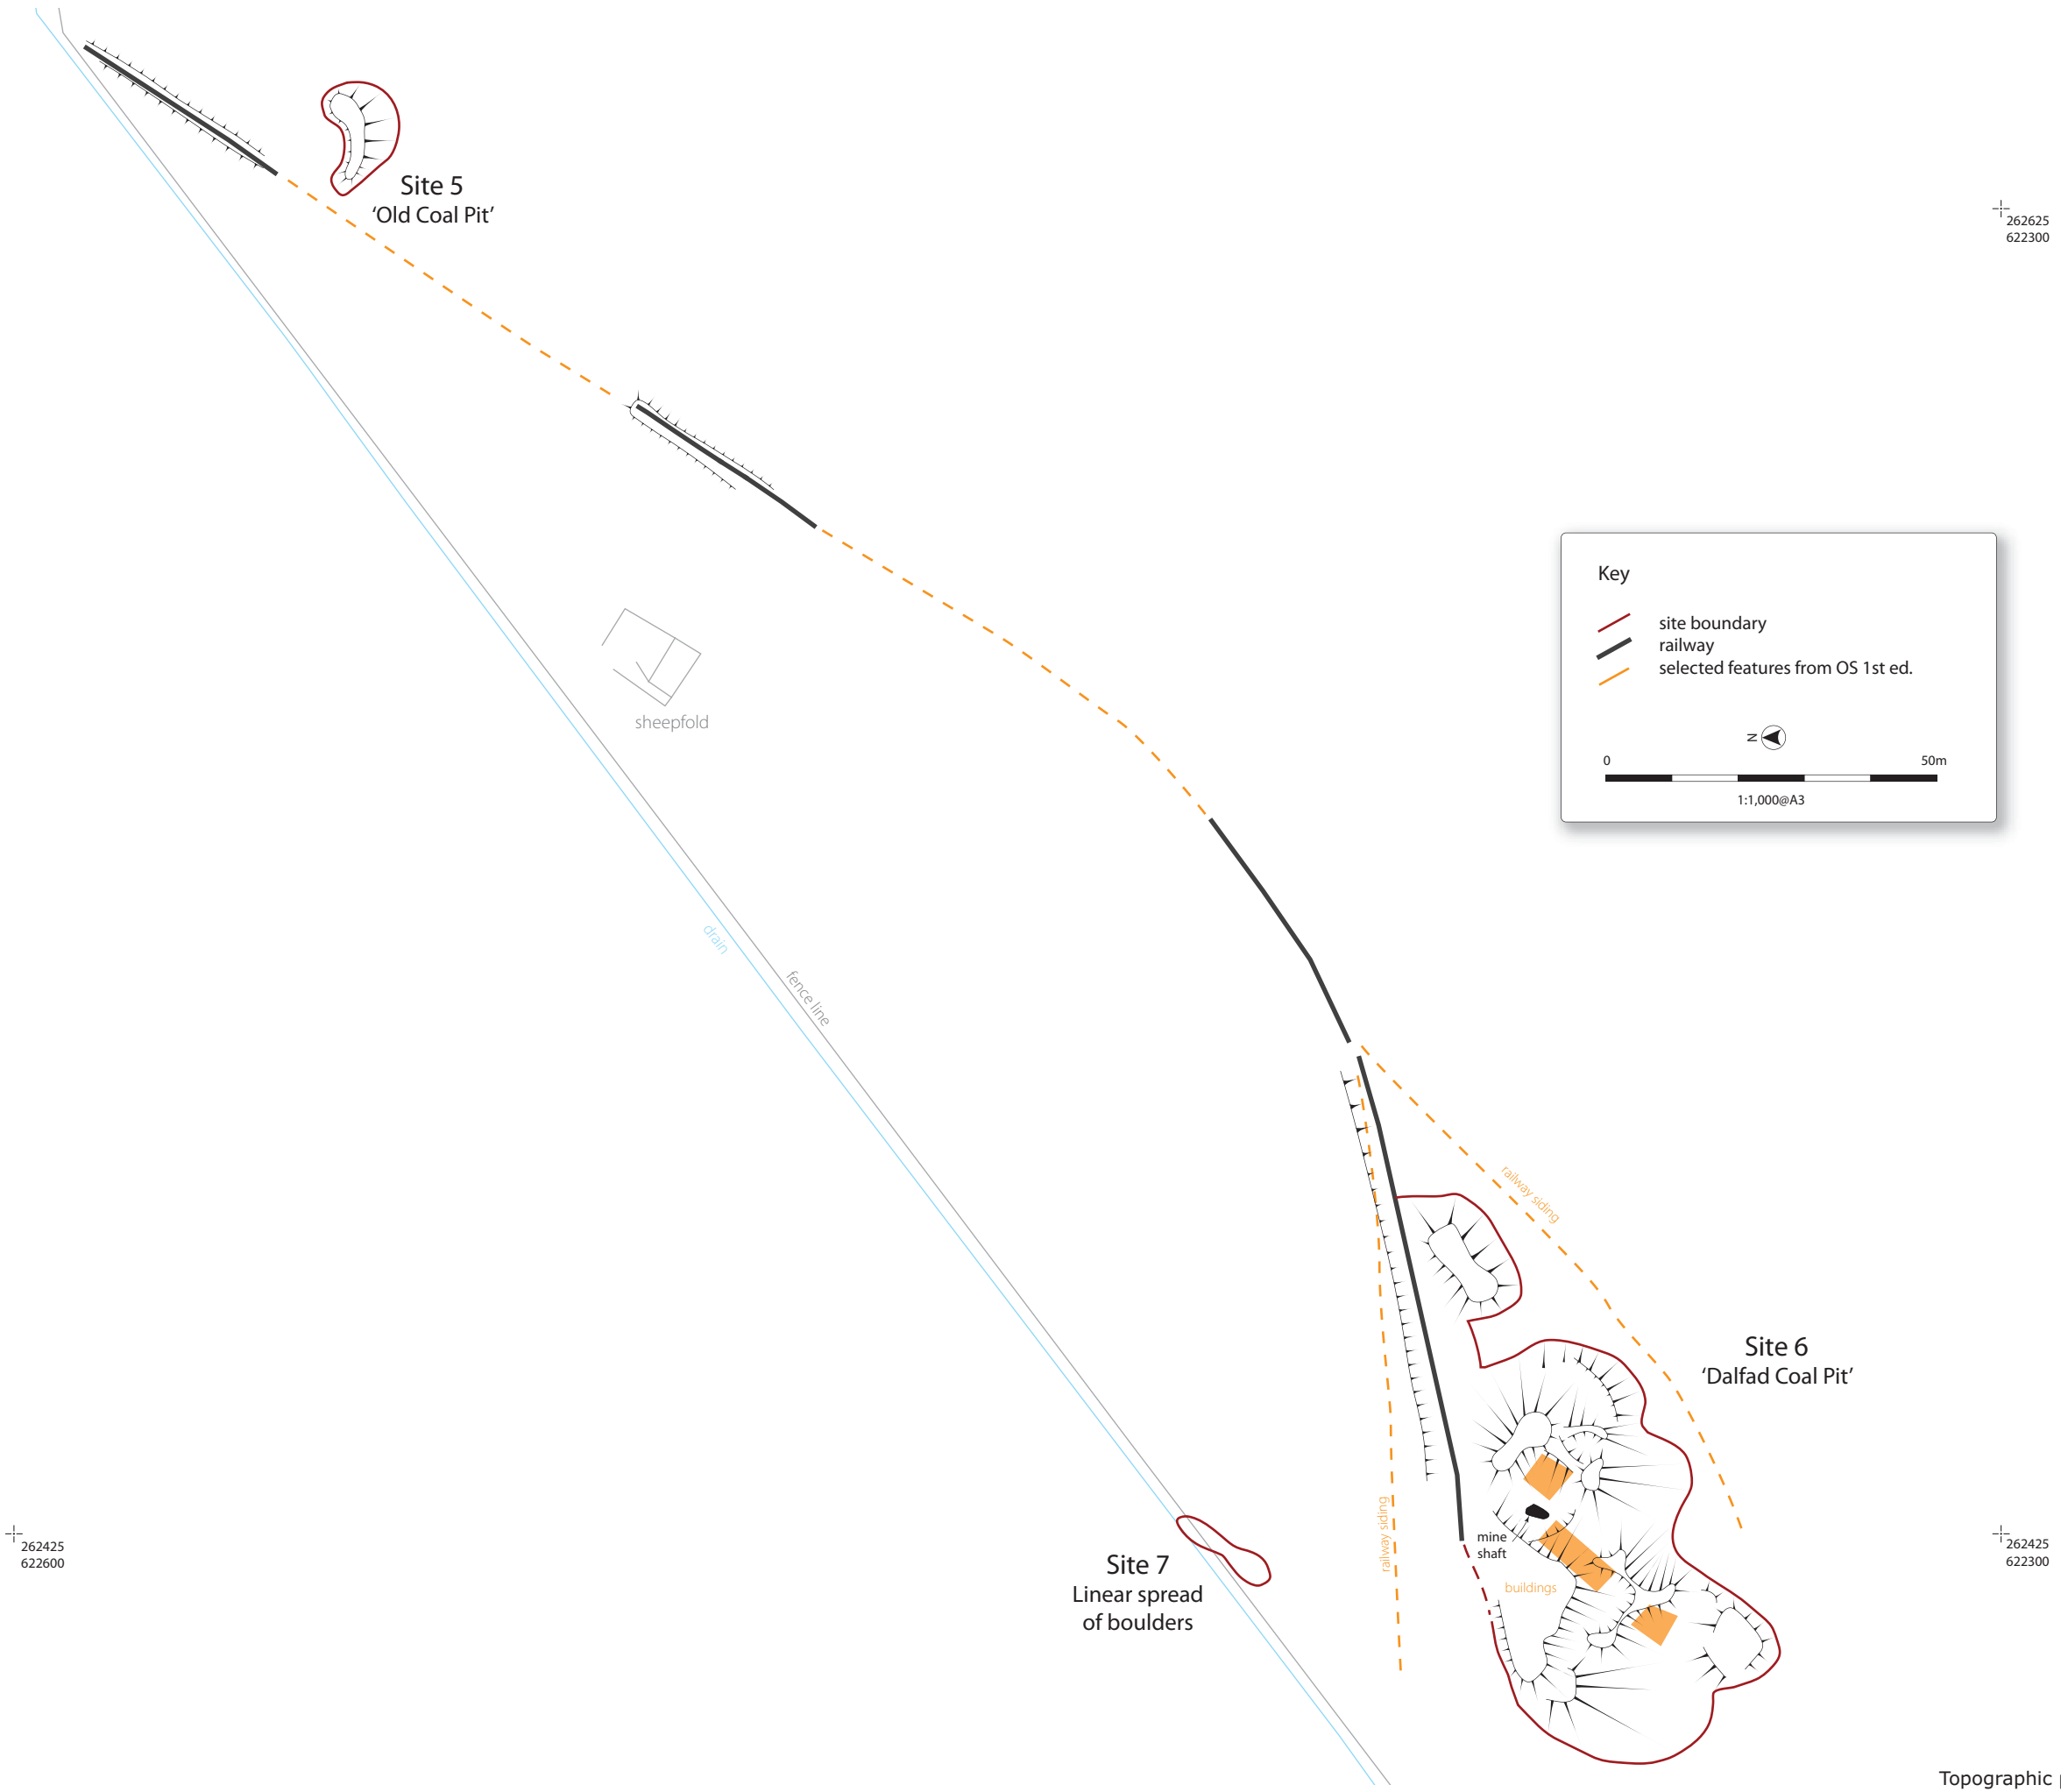 Site 5
‘Old Coal Pit’
262625
622300
Key
site boundary
railway
selected features from OS 1st ed.
N
0 50m
1:1,000@A3
sheepfold
drain
fence line
railway siding
Site 6
‘Dalfad Coal Pit’
railway siding
mine
shaft
buildings
Site 7
Linear spread
of boulders
262425
622600
262425
622300
Topographic